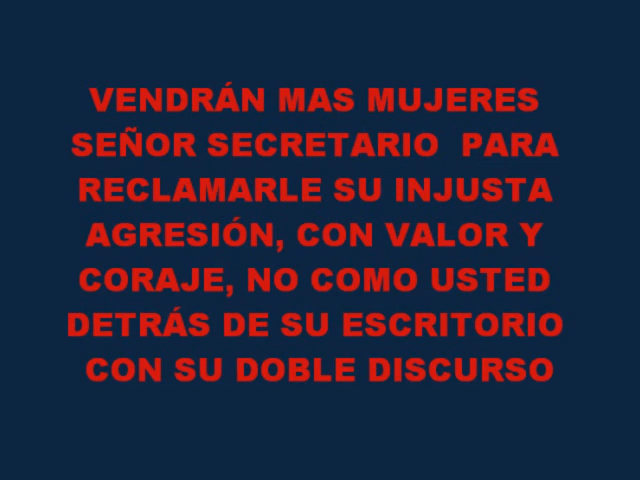 VENDRÁN MAS MUJERES
SEÑOR SECRETARIO PARA
RECLAMARLE SU INJUSTA
AGRESIÓN, CON VALOR Y
CORAJE, NO COMO USTED
DETRÁS DE SU ESCRITORIO
CON SU DOBLE DISCURSO